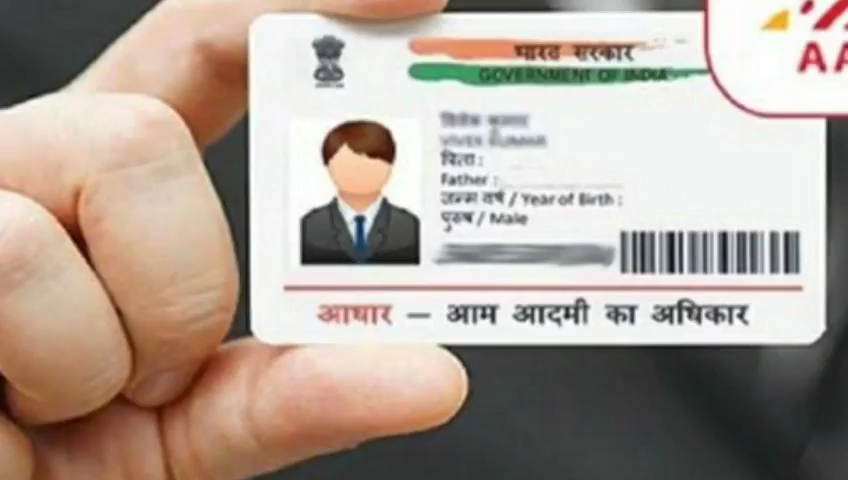 भारत सरकार
GOVERNMENT OF INDIA
AA
विवेक कुमार
VIVEK KUMAR
पिता :
Father :
जन्म वर्ष / Year of Birth :
पुरुष / Male
आधार – आम आदमी का अधिकार